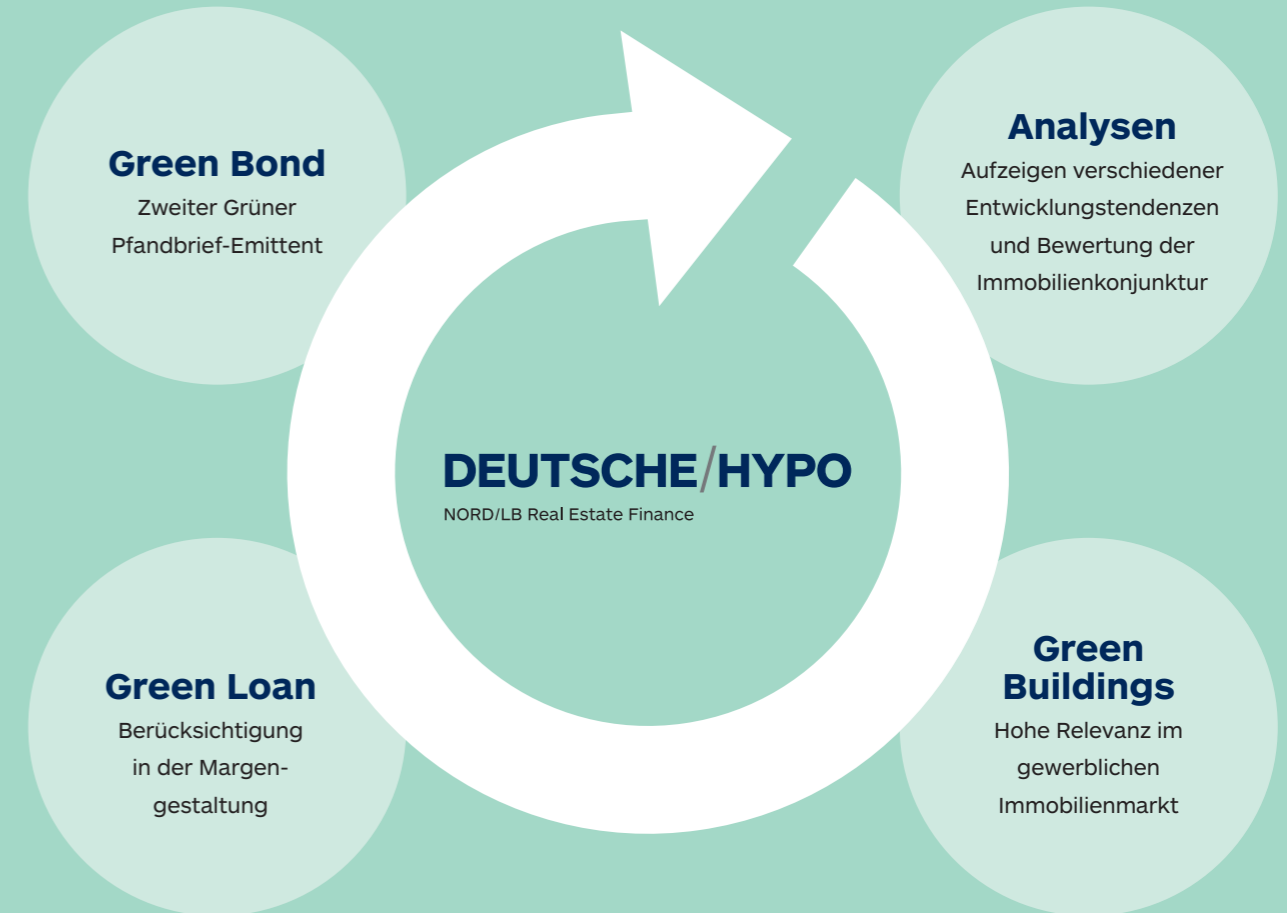 Green Bond
Zweiter Grüner
Pfandbrief-Emittent
Analysen
Aufzeigen verschiedener
Entwicklungstendenzen
und Bewertung der
Immobilienkonjunktur
DEUTSCHE/HYPO
NORD/LB Real Estate Finance
Green Loan
Berücksichtigung
in der Margen-
gestaltung
Green
Buildings
Hohe Relevanz im
gewerblichen
Immobilienmarkt